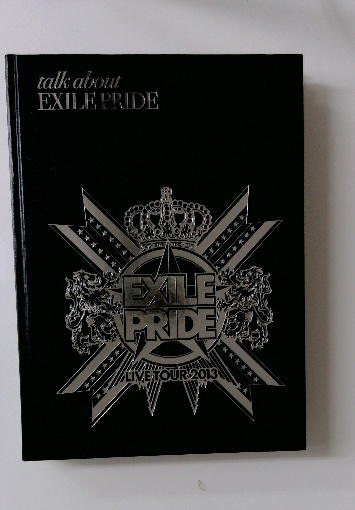 talk about
EXILE PRIDE
EXILE
PRIDE
LIVE TOUR 2013